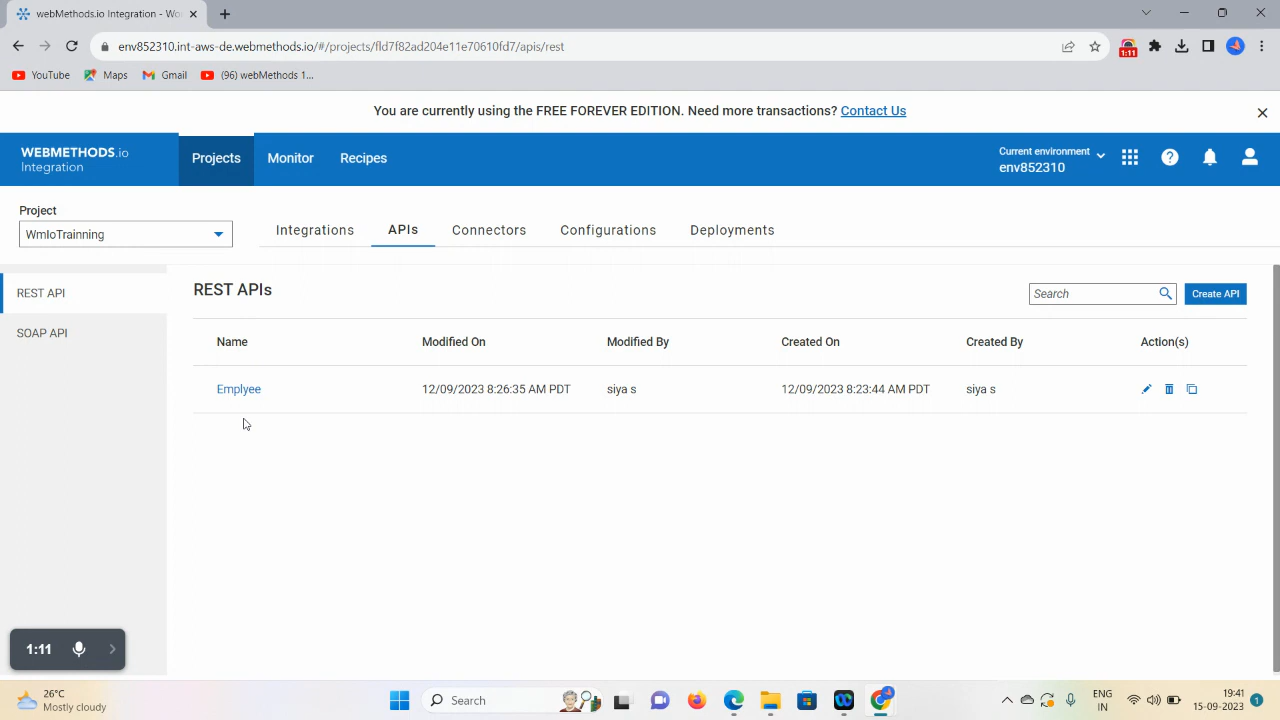 webMethods.io Integration - Wo
env852310.int-aws-de.webmethods.io/#/projects/fld7f82ad204e11e70610fd7/apis/rest
1:11
YouTube Maps Gmail (96) webMethods 1...
You are currently using the FREE FOREVER EDITION. Need more transactions? Contact Us
WEBMETHODS.io
Integration
Projects Monitor Recipes
Current environment
env852310
Project
WmIoTrainning
Integrations APIs Connectors Configurations Deployments
REST API
SOAP API
REST APIs
Search
Create API
Name Modified On Modified By Created On Created By Action(s)
Emplyee 12/09/2023 8:26:35 AM PDT siya s 12/09/2023 8:23:44 AM PDT siya s
1:11
26°C
Mostly cloudy
Search
ENG
IN
19:41
15-09-2023
1